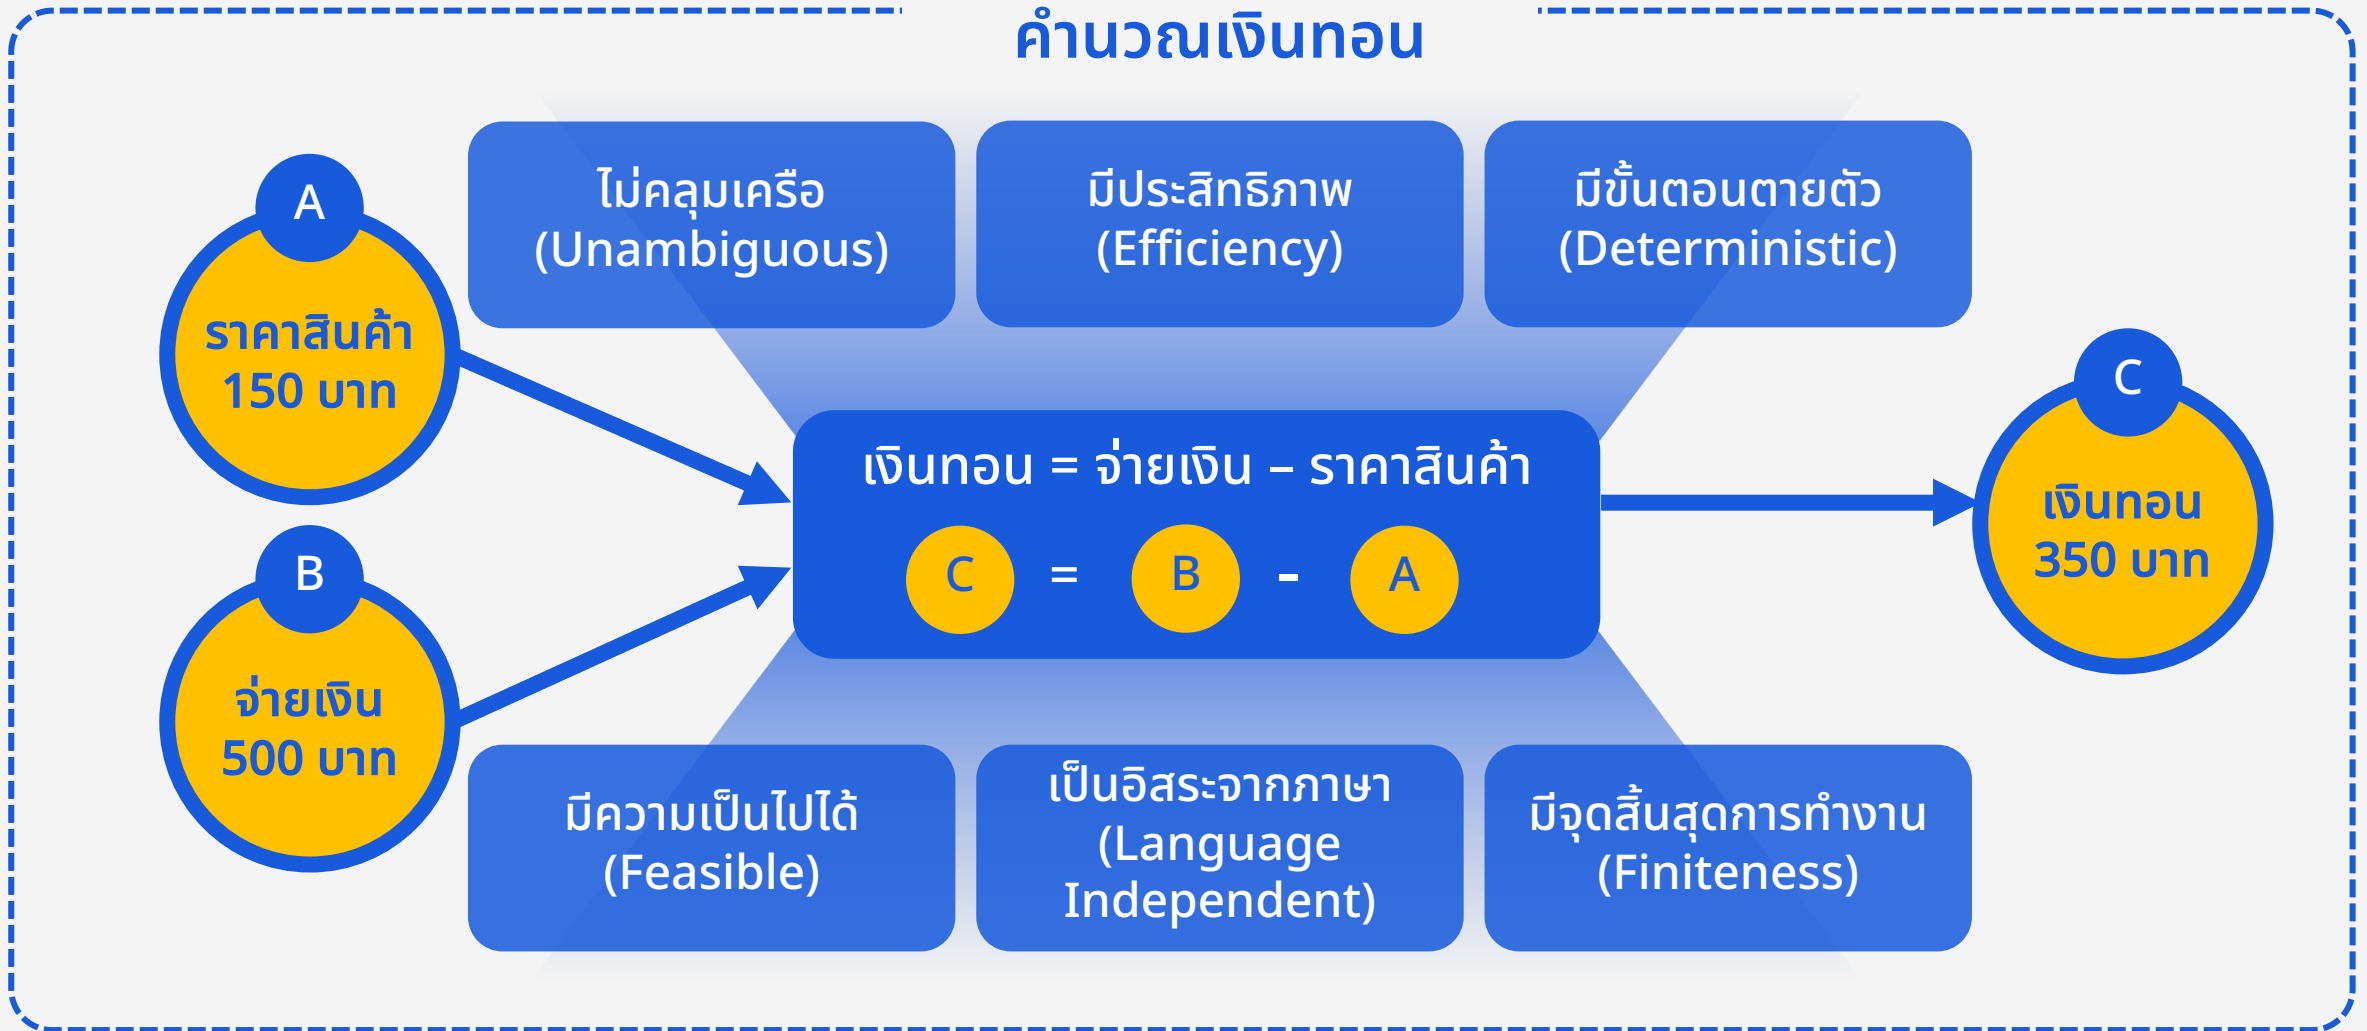 คำนวณเงินทอน
A
ราคาสินค้า
150 บาท
B
จ่ายเงิน
500 บาท
ไม่คลุมเครือ
(Unambiguous)
มีประสิทธิภาพ
(Efficiency)
มีขั้นตอนตายตัว
(Deterministic)
เงินทอน = จ่ายเงิน – ราคาสินค้า
C = B - A
มีความเป็นไปได้
(Feasible)
เป็นอิสระจากภาษา
(Language
Independent)
มีจุดสิ้นสุดการทำงาน
(Finiteness)
C
เงินทอน
350 บาท